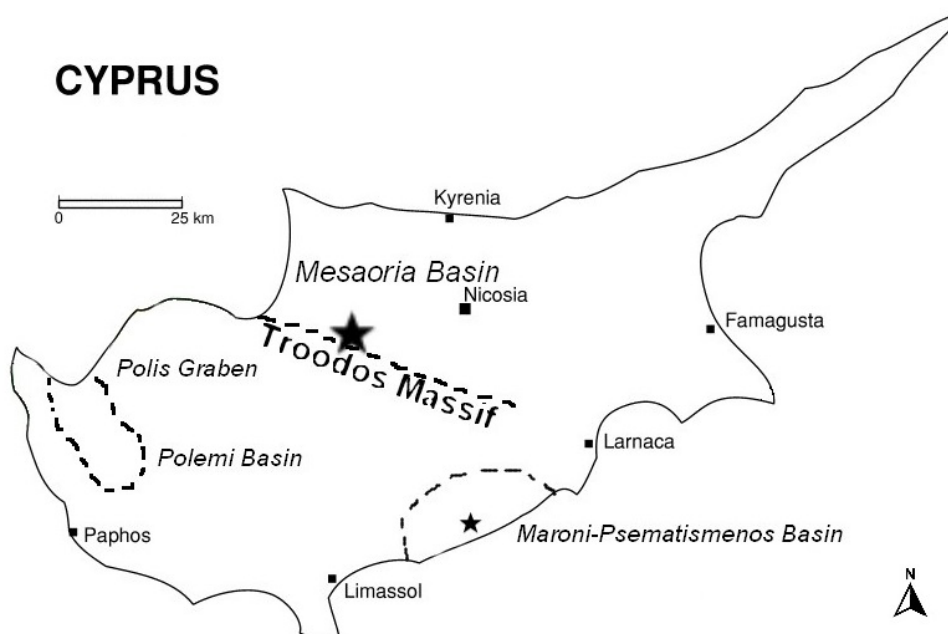 CYPRUS
0 25 km
Kyrenia
Mesaoria Basin
Nicosia
Famagusta
Troodos Massif
Polis Graben
Larnaca
Polemi Basin
Paphos
Maroni-Psematismenos Basin
Limassol
N